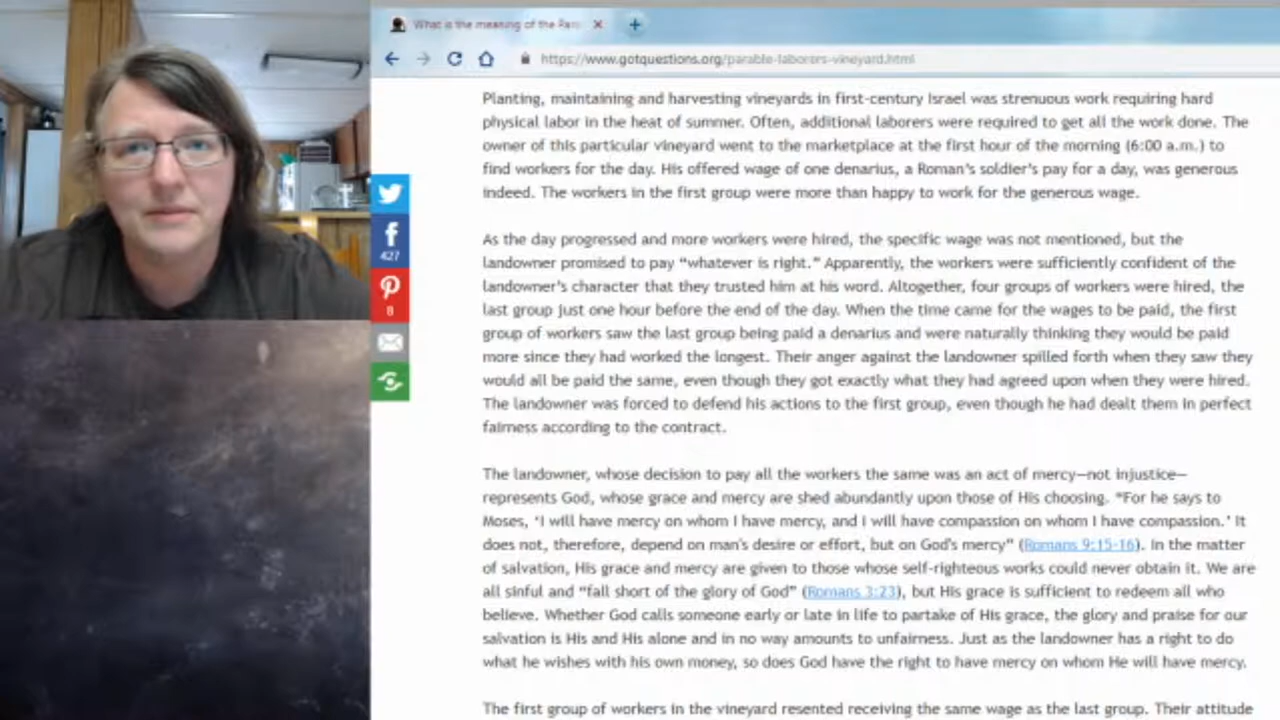 What is the meaning of the Para
https://www.gotquestions.org/parable-laborers-vineyard.html
Planting, maintaining and harvesting vineyards in first-century Israel was strenuous work requiring hard
physical labor in the heat of summer. Often, additional laborers were required to get all the work done. The
owner of this particular vineyard went to the marketplace at the first hour of the morning (6:00 a.m.) to
find workers for the day. His offered wage of one denarius, a Roman's soldier's pay for a day, was generous
indeed. The workers in the first group were more than happy to work for the generous wage.
427
8
As the day progressed and more workers were hired, the specific wage was not mentioned, but the
landowner promised to pay “whatever is right.” Apparently, the workers were sufficiently confident of the
landowner's character that they trusted him at his word. Altogether, four groups of workers were hired, the
last group just one hour before the end of the day. When the time came for the wages to be paid, the first
group of workers saw the last group being paid a denarius and were naturally thinking they would be paid
more since they had worked the longest. Their anger against the landowner spilled forth when they saw they
would all be paid the same, even though they got exactly what they had agreed upon when they were hired.
The landowner was forced to defend his actions to the first group, even though he had dealt them in perfect
fairness according to the contract.
The landowner, whose decision to pay all the workers the same was an act of mercy—not injustice—
represents God, whose grace and mercy are shed abundantly upon those of His choosing. “For he says to
Moses, ‘I will have mercy on whom I have mercy, and I will have compassion on whom I have compassion.’ It
does not, therefore, depend on man's desire or effort, but on God's mercy” (Romans 9:15-16). In the matter
of salvation, His grace and mercy are given to those whose self-righteous works could never obtain it. We are
all sinful and “fall short of the glory of God” (Romans 3:23), but His grace is sufficient to redeem all who
believe. Whether God calls someone early or late in life to partake of His grace, the glory and praise for our
salvation is His and His alone and in no way amounts to unfairness. Just as the landowner has a right to do
what he wishes with his own money, so does God have the right to have mercy on whom He will have mercy.
The first group of workers in the vineyard resented receiving the same wage as the last group. Their attitude